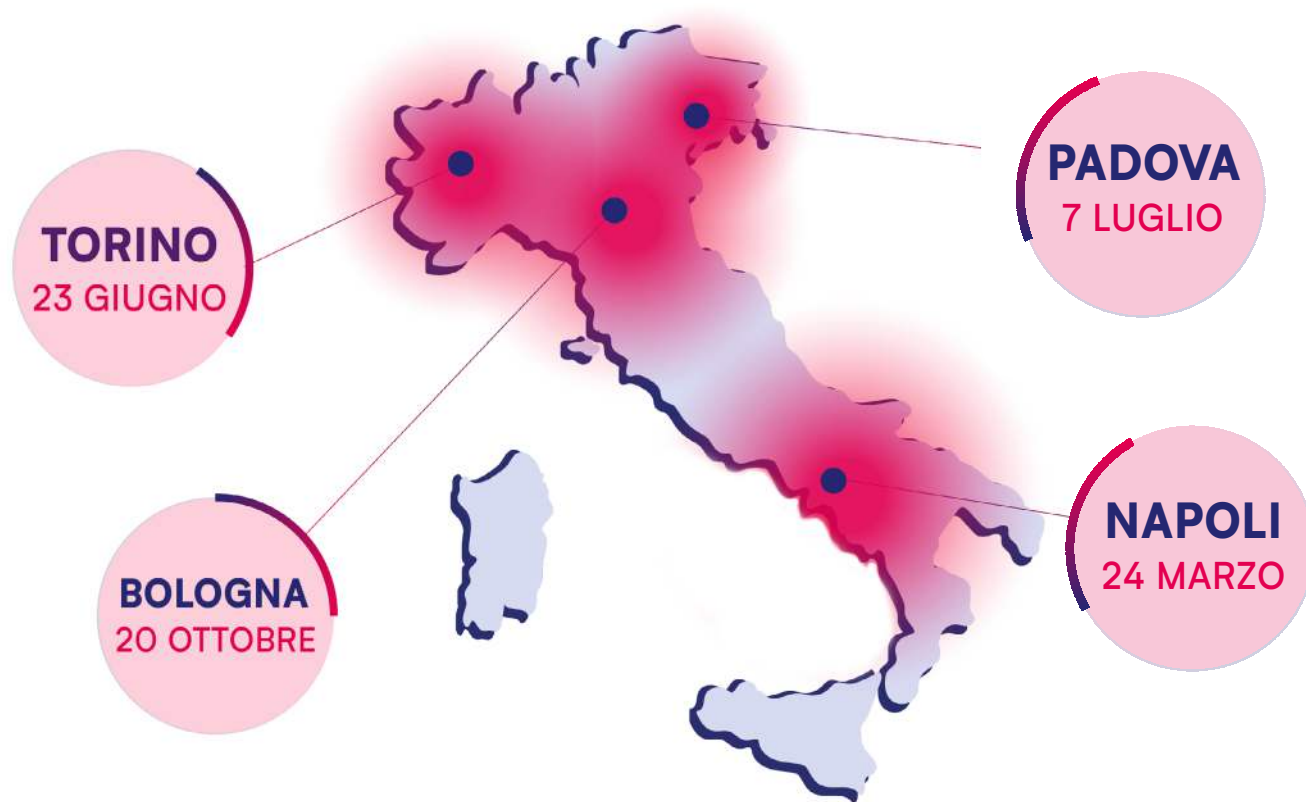 PADOVA
7 LUGLIO
TORINO
23 GIUGNO
NAPOLI
24 MARZO
BOLOGNA
20 OTTOBRE